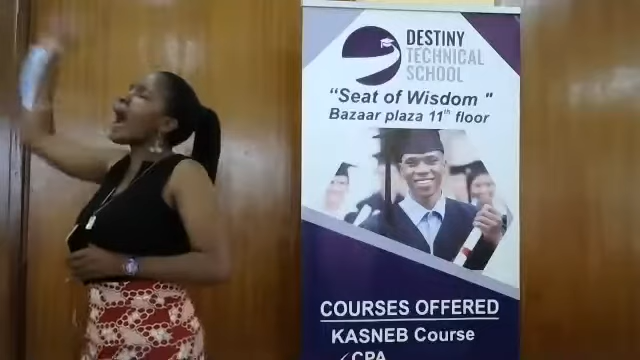 DESTINY
TECHNICAL
SCHOOL
“Seat of Wisdom "
Bazaar plaza 11th floor
COURSES OFFERED
KASNEB Course
✓CPA